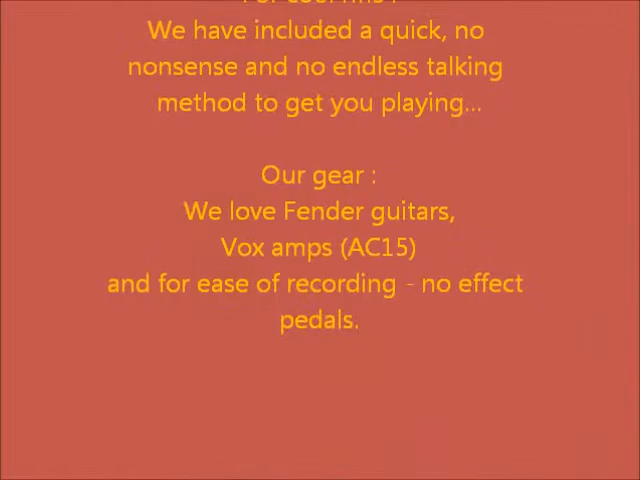 We have included a quick, no
nonsense and no endless talking
method to get you playing...
Our gear :
We love Fender guitars,
Vox amps (AC15)
and for ease of recording - no effect
pedals.